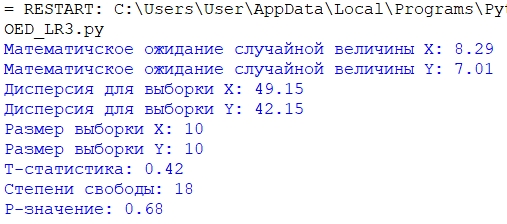 = RESTART: C:\Users\User\AppData\Local\Programs\Pyt
OED_LR3.py
Математичское ожидание случайной величины X: 8.29
Математичское ожидание случайной величины Y: 7.01
Дисперсия для выборки X: 49.15
Дисперсия для выборки Y: 42.15
Размер выборки X: 10
Размер выборки Y: 10
Т-статистика: 0.42
Степени свободы: 18
P-значение: 0.68